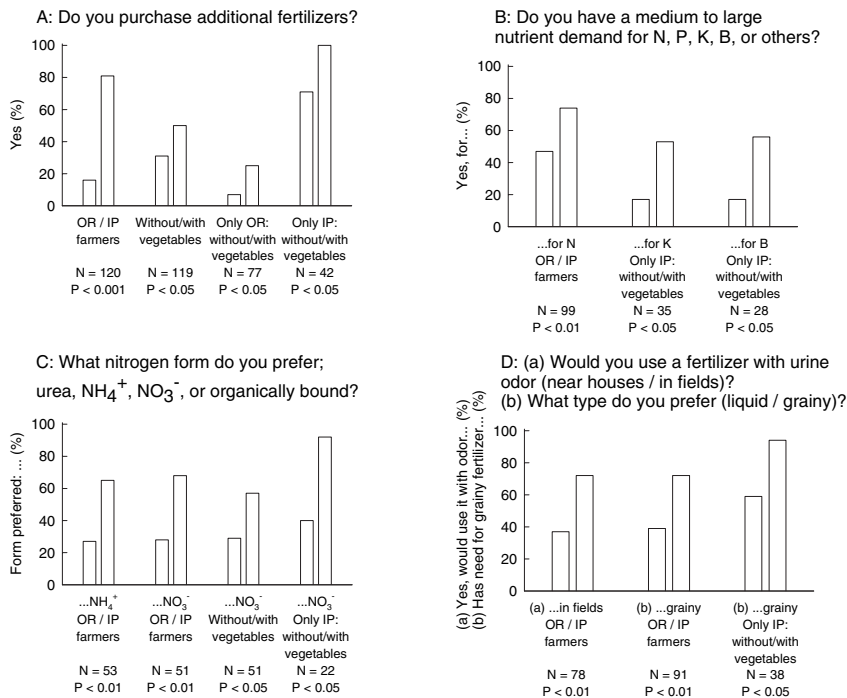 A: Do you purchase additional fertilizers?
Yes (%)
100
80
60
40
20
0
OR / IP
farmers
N = 120
P < 0.001
Without/with
vegetables
N = 119
P < 0.05
Only OR:
without/with
vegetables
N = 77
P < 0.05
Only IP:
without/with
vegetables
N = 42
P < 0.05
B: Do you have a medium to large
nutrient demand for N, P, K, B, or others?
Yes, for... (%)
100
80
60
40
20
0
...for N
OR / IP
farmers
N = 99
P < 0.01
...for K
Only IP:
without/with
vegetables
N = 35
P < 0.05
...for B
Only IP:
without/with
vegetables
N = 28
P < 0.05
C: What nitrogen form do you prefer;
urea, NH₄⁺, NO₃⁻, or organically bound?
Form preferred: ... (%)
100
80
60
40
20
0
...NH₄⁺
OR / IP
farmers
N = 53
P < 0.01
...NO₃⁻
OR / IP
farmers
N = 51
P < 0.01
...NO₃⁻
Without/with
vegetables
N = 51
P < 0.05
...NO₃⁻
Only IP:
without/with
vegetables
N = 22
P < 0.05
D: (a) Would you use a fertilizer with urine
odor (near houses / in fields)?
(b) What type do you prefer (liquid / grainy)?
(a) Yes, would use it with odor... (%)
(b) Has need for grainy fertilizer... (%)
100
80
60
40
20
0
(a) ...in fields
OR / IP
farmers
N = 78
P < 0.01
(b) ...grainy
OR / IP
farmers
N = 91
P < 0.01
(b) ...grainy
Only IP:
without/with
vegetables
N = 38
P < 0.05